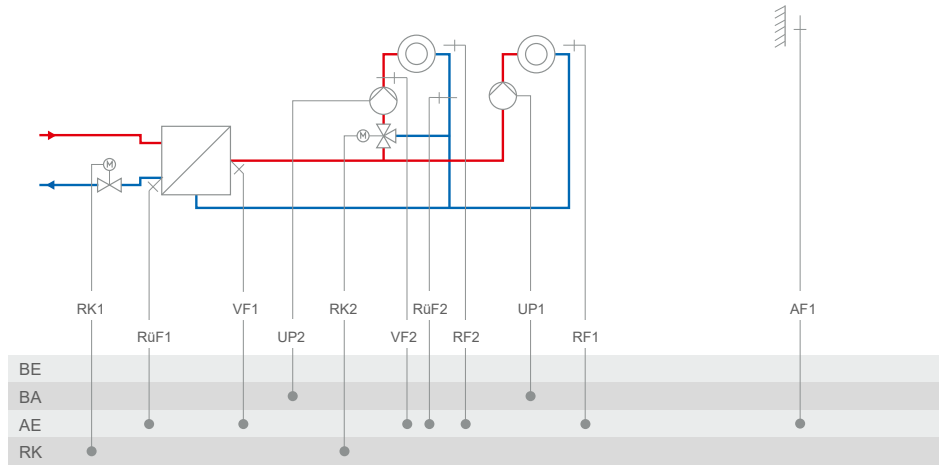 M
M
RK1 VF1 RK2 RüF2 UP1 AF1
RüF1 UP2 VF2 RF2 RF1
BE
BA
AE
RK